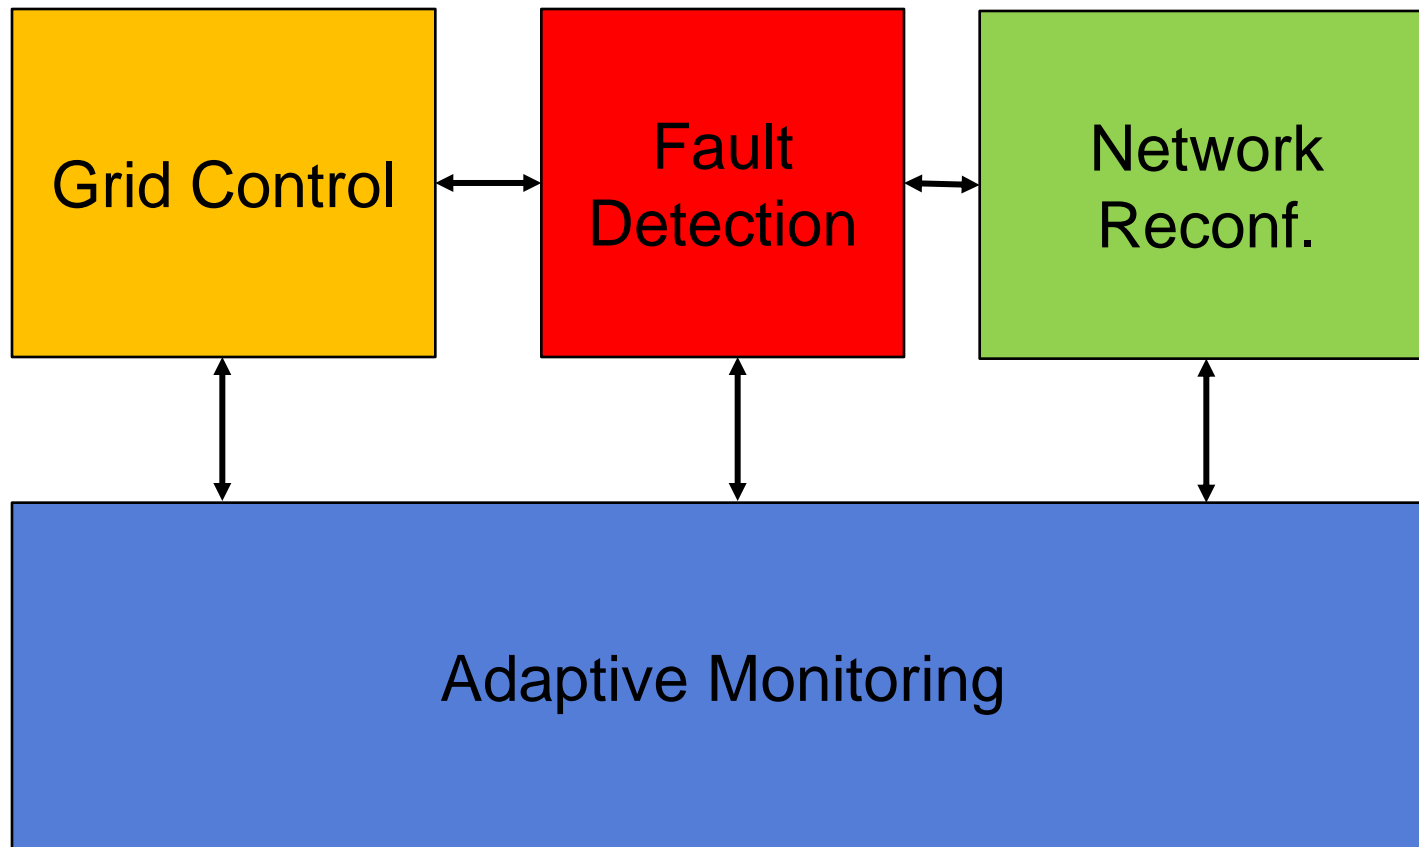 Grid Control
Fault
Detection
Network
Reconf.
Adaptive Monitoring